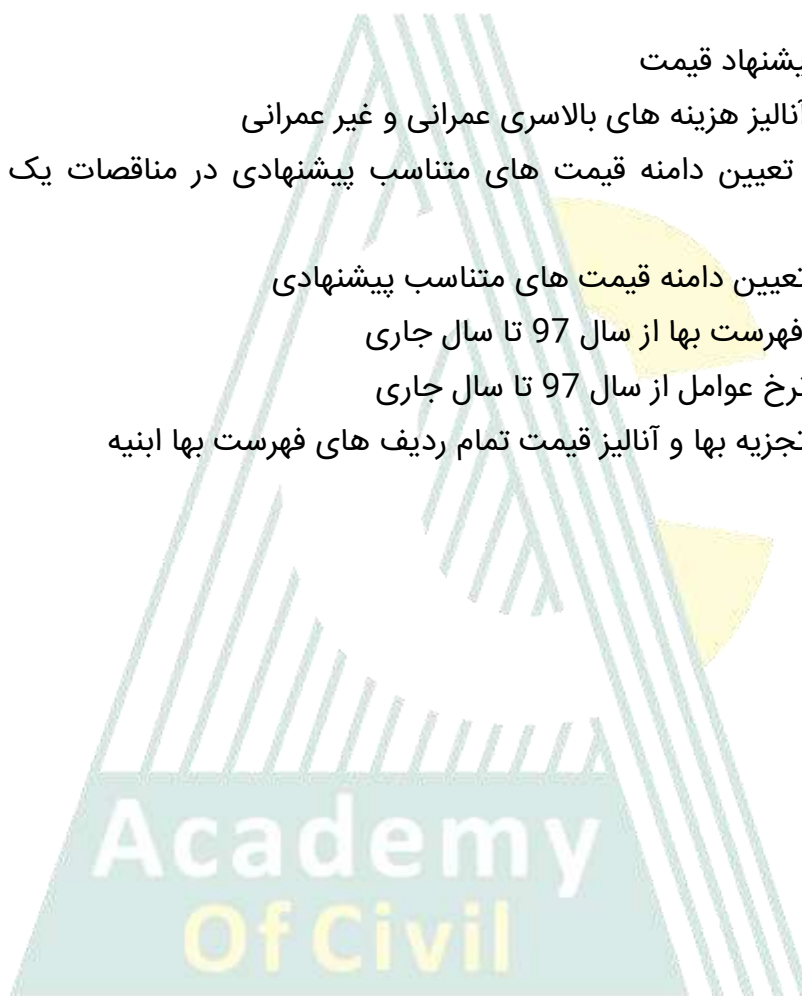 پیشنهاد قیمت
آنالیز هزینه های بالاسری عمرانی و غیر عمرانی
تعیین دامنه قیمت های متناسب پیشنهادی در مناقصات یک
تعیین دامنه قیمت های متناسب پیشنهادی
فهرست بها از سال 97 تا سال جاری
نرخ عوامل از سال 97 تا سال جاری
تجزیه بها و آنالیز قیمت تمام ردیف های فهرست بها ابنیه
Academy
Of Civil